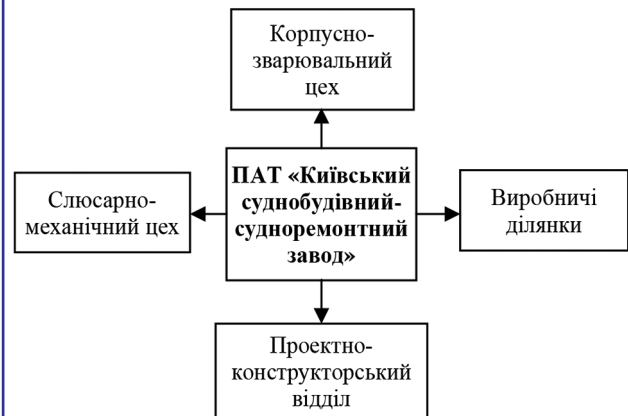 Корпусно-
зварювальний
цех
Слюсарно-
механічний цех
ПАТ «Київський
суднобудівний-
судноремонтний
завод»
Виробничі
ділянки
Проектно-
конструкторський
відділ